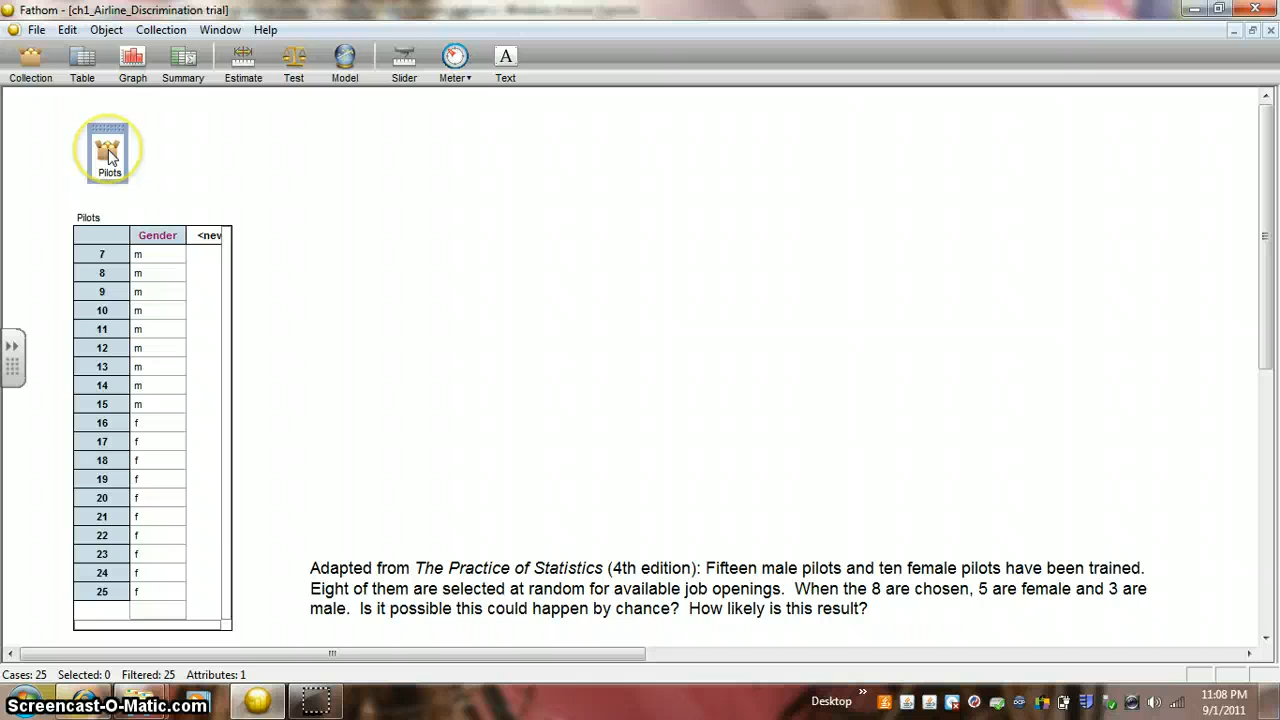 Fathom - [ch1_Airline_Discrimination trial]
File Edit Object Collection Window Help
Collection Table Graph Summary Estimate Test Model Slider Meter Text
A
Pilots
Pilots
Gender <new
7 m
8 m
9 m
10 m
11 m
12 m
13 m
14 m
15 m
16 f
17 f
18 f
19 f
20 f
21 f
22 f
23 f
24 f
25 f
Adapted from The Practice of Statistics (4th edition): Fifteen male pilots and ten female pilots have been trained.
Eight of them are selected at random for available job openings. When the 8 are chosen, 5 are female and 3 are
male. Is it possible this could happen by chance? How likely is this result?
Cases: 25 Selected: 0 Filtered: 25 Attributes: 1
Screencast-O-Matic.com
Desktop
11:08 PM
9/1/2011